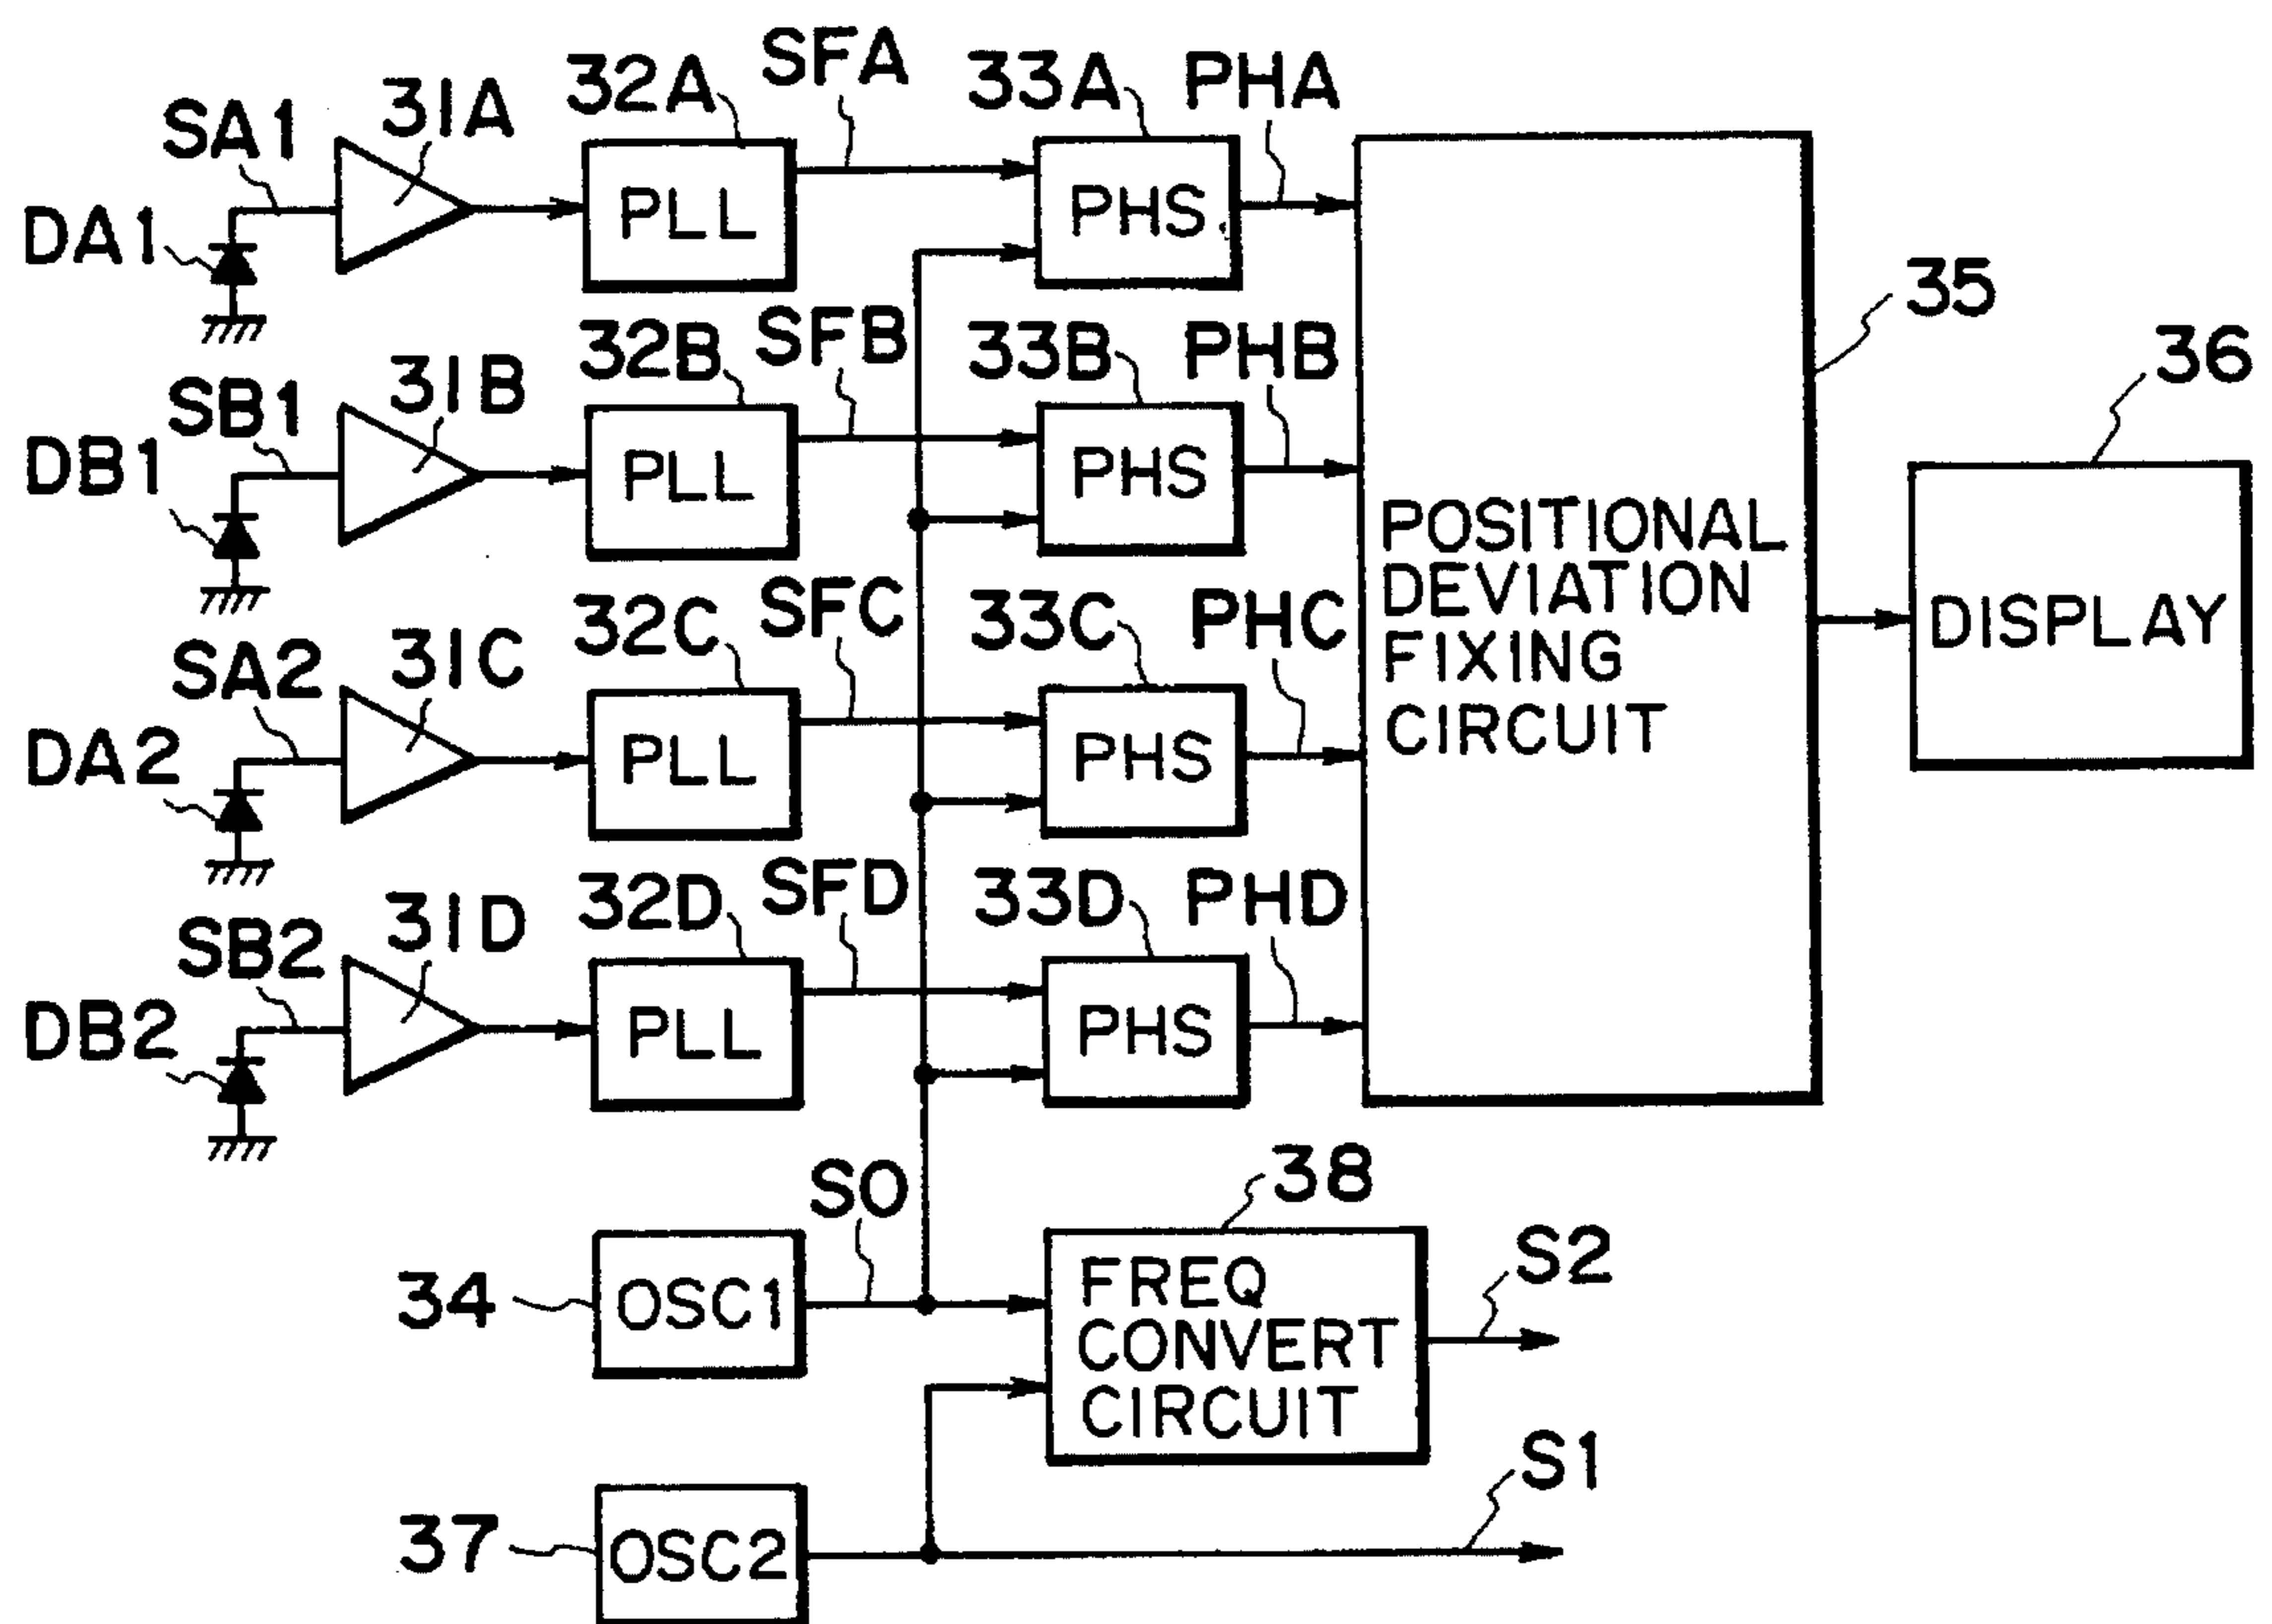 SA1
31A
32A
SFA
33A
PHA
DA1
PLL
PHS
35
SB1
31B
32B
SFB
33B
PHB
36
DB1
PLL
PHS
POSITIONAL
DEVIATION
FIXING
CIRCUIT
DISPLAY
SA2
31C
32C
SFC
33C
PHC
DA2
PLL
PHS
SB2
31D
32D
SFD
33D
PHD
DB2
PLL
PHS
SO
38
34
OSC1
FREQ
CONVERT
CIRCUIT
S2
37
OSC2
S1